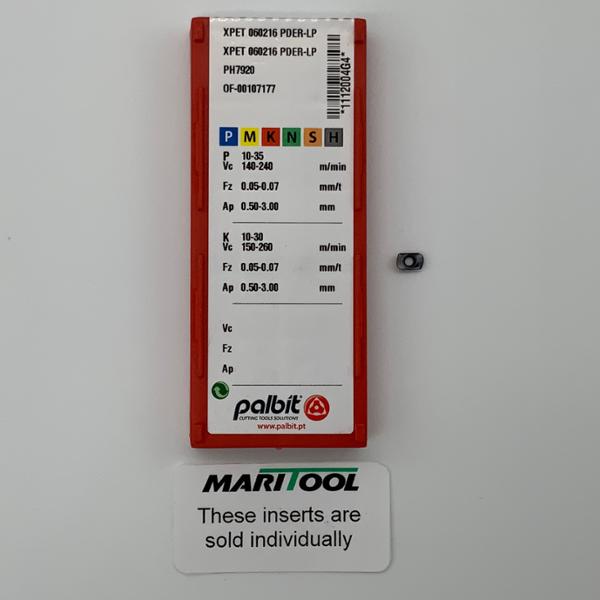 XPET 060216 PDER-LP
XPET 060216 PDER-LP
PH7920
OF-00107177
*1112004G4*
P M K N S H
P 10-35
Vc 140-240 m/min
Fz 0.05-0.07 mm/t
Ap 0.50-3.00 mm
K 10-30
Vc 150-260 m/min
Fz 0.05-0.07 mm/t
Ap 0.50-3.00 mm
Vc
Fz
Ap
palbit
CUTTING TOOLS SOLUTIONS
www.palbit.pt
MARITOOL
These inserts are
sold individually